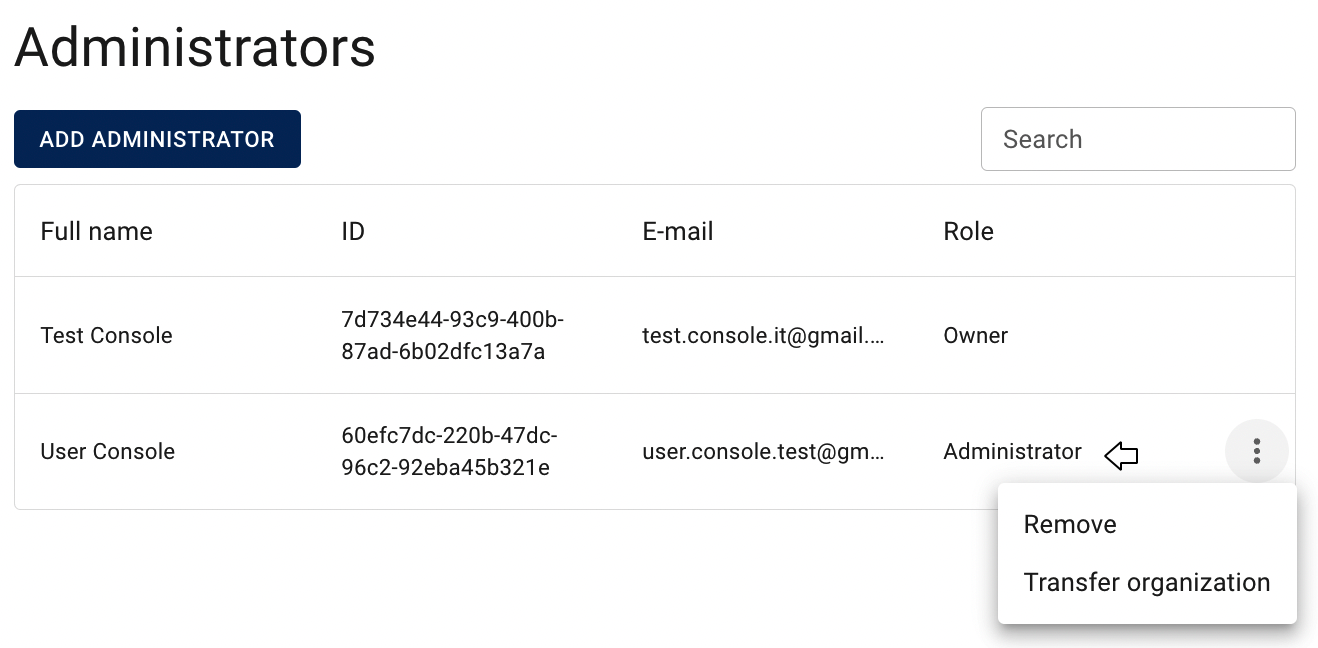 Administrators
ADD ADMINISTRATOR
Search
Full name ID E-mail Role
Test Console 7d734e44-93c9-400b- test.console.it@gmail.... Owner
87ad-6b02dfc13a7a
User Console 60efc7dc-220b-47dc- user.console.test@gm... Administrator
96c2-92eba45b321e
Remove
Transfer organization